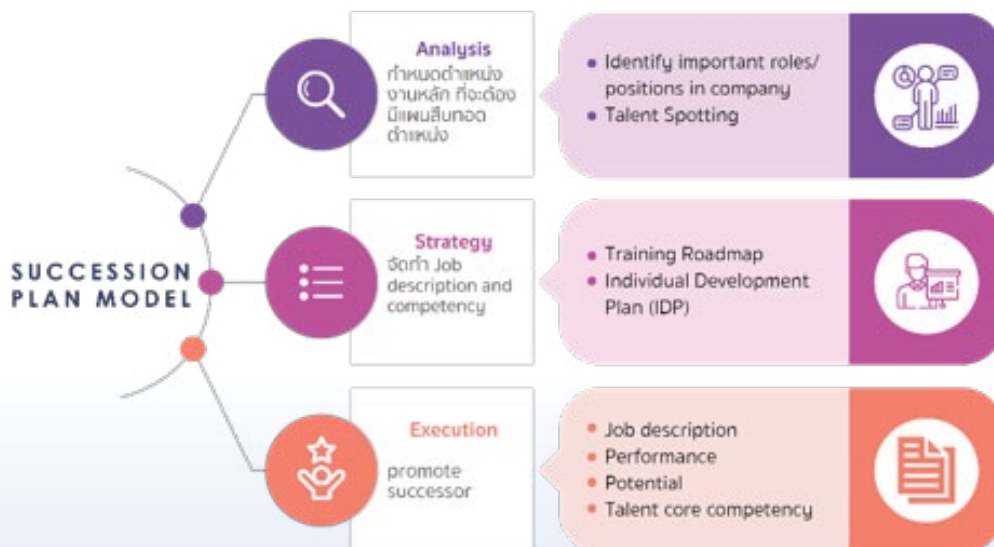 SUCCESSION
PLAN MODEL
Analysis
กำหนดตำแหน่ง
งานหลัก ที่จะต้อง
มีแผนสืบทอด
ตำแหน่ง
• Identify important roles/
positions in company
• Talent Spotting
Strategy
จัดทำ Job
description and
competency
• Training Roadmap
• Individual Development
Plan (IDP)
Execution
promote
successor
• Job description
• Performance
• Potential
• Talent core competency